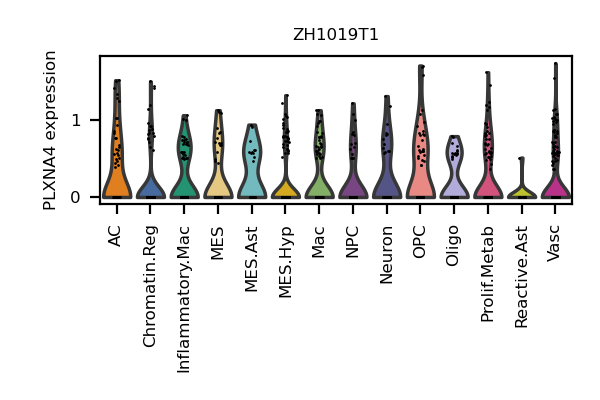 ZH1019T1
PLXNA4 expression
1
0
AC
Chromatin.Reg
Inflammatory.Mac
MES
MES.Ast
MES.Hyp
Mac
NPC
Neuron
OPC
Oligo
Prolif.Metab
Reactive.Ast
Vasc